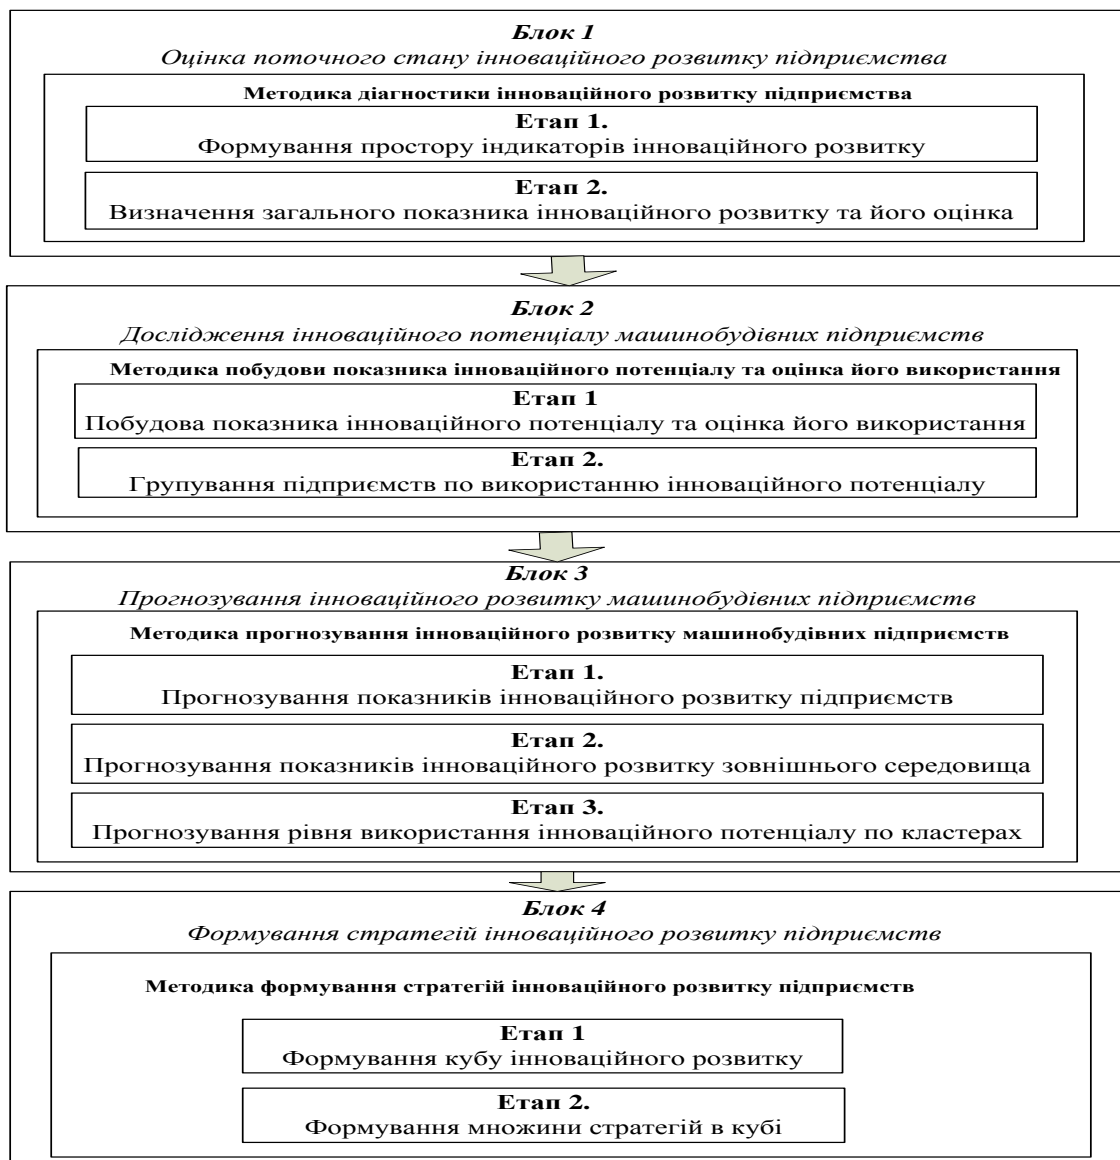 Блок 1
Оцінка поточного стану інноваційного розвитку підприємства
Методика діагностики інноваційного розвитку підприємства
Етап 1.
Формування простору індикаторів інноваційного розвитку
Етап 2.
Визначення загального показника інноваційного розвитку та його оцінка
Блок 2
Дослідження інноваційного потенціалу машинобудівних підприємств
Методика побудови показника інноваційного потенціалу та оцінка його використання
Етап 1
Побудова показника інноваційного потенціалу та оцінка його використання
Етап 2.
Групування підприємств по використанню інноваційного потенціалу
Блок 3
Прогнозування інноваційного розвитку машинобудівних підприємств
Методика прогнозування інноваційного розвитку машинобудівних підприємств
Етап 1.
Прогнозування показників інноваційного розвитку підприємств
Етап 2.
Прогнозування показників інноваційного розвитку зовнішнього середовища
Етап 3.
Прогнозування рівня використання інноваційного потенціалу по кластерах
Блок 4
Формування стратегій інноваційного розвитку підприємств
Методика формування стратегій інноваційного розвитку підприємств
Етап 1
Формування кубу інноваційного розвитку
Етап 2.
Формування множини стратегій в кубі